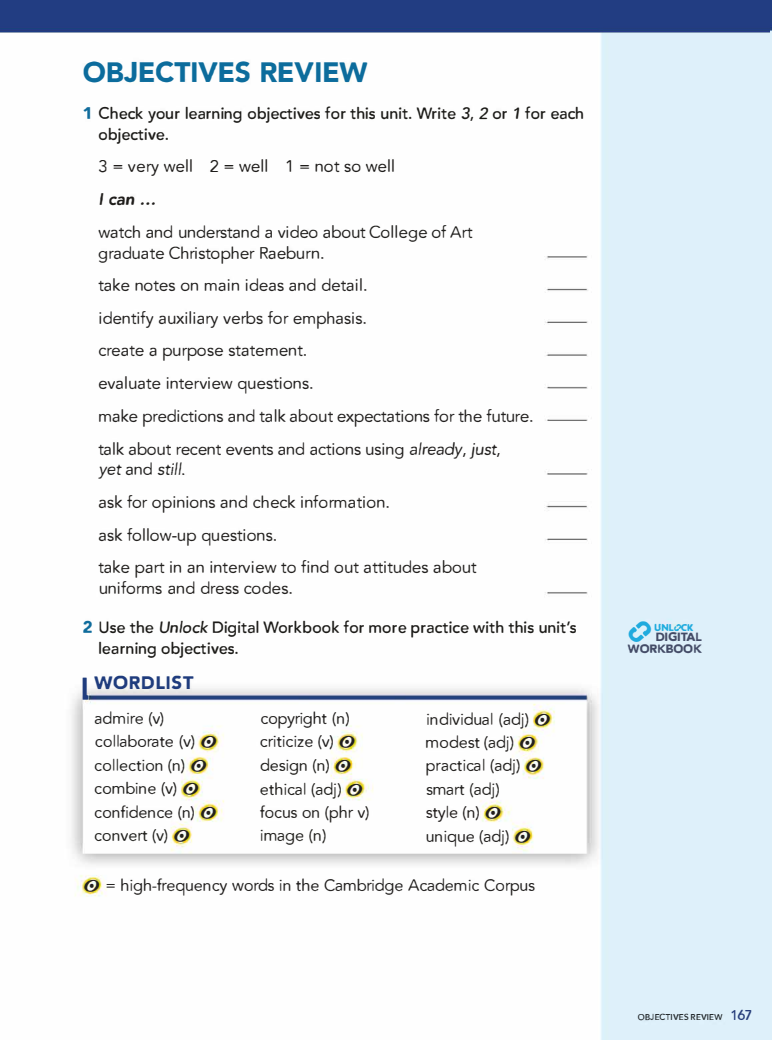 OBJECTIVES REVIEW
1 Check your learning objectives for this unit. Write 3, 2 or 1 for each
objective.
3 = very well 2 = well 1 = not so well
I can ...
watch and understand a video about College of Art
graduate Christopher Raeburn.
take notes on main ideas and detail.
identify auxiliary verbs for emphasis.
create a purpose statement.
evaluate interview questions.
make predictions and talk about expectations for the future.
talk about recent events and actions using already, just,
yet and still.
ask for opinions and check information.
ask follow-up questions.
take part in an interview to find out attitudes about
uniforms and dress codes.
2 Use the Unlock Digital Workbook for more practice with this unit's
learning objectives.
UNLOCK
DIGITAL
WORKBOOK
WORDLIST
admire (v)
collaborate (v)
collection (n)
combine (v)
confidence (n)
convert (v)
copyright (n)
criticize (v)
design (n)
ethical (adj)
focus on (phr v)
image (n)
individual (adj)
modest (adj)
practical (adj)
smart (adj)
style (n)
unique (adj)
= high-frequency words in the Cambridge Academic Corpus
OBJECTIVES REVIEW 167